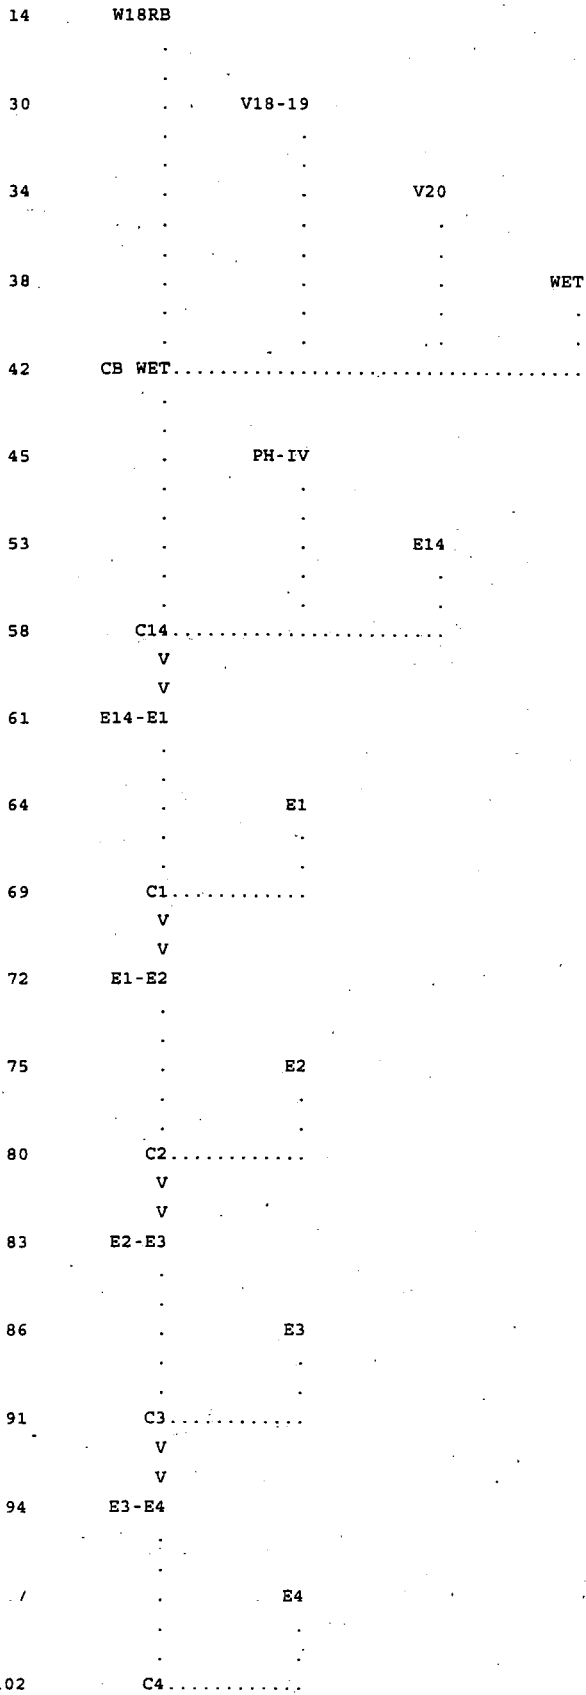 14 W18RB
.
.
30 . V18-19
. .
. .
34 . . V20
. . .
. . .
38 . . . WET
. . . .
. . . .
42 CB WET....................................
.
.
45 . PH-IV
. .
. .
53 . . E14
. . .
. . .
58 C14........................
V
V
61 E14-E1
.
.
64 . E1
. .
. .
69 C1............
V
V
72 E1-E2
.
.
75 . E2
. .
. .
80 C2............
V
V
83 E2-E3
.
.
86 . E3
. .
. .
91 C3............
V
V
94 E3-E4
.
.
. E4
. .
. .
102 C4............